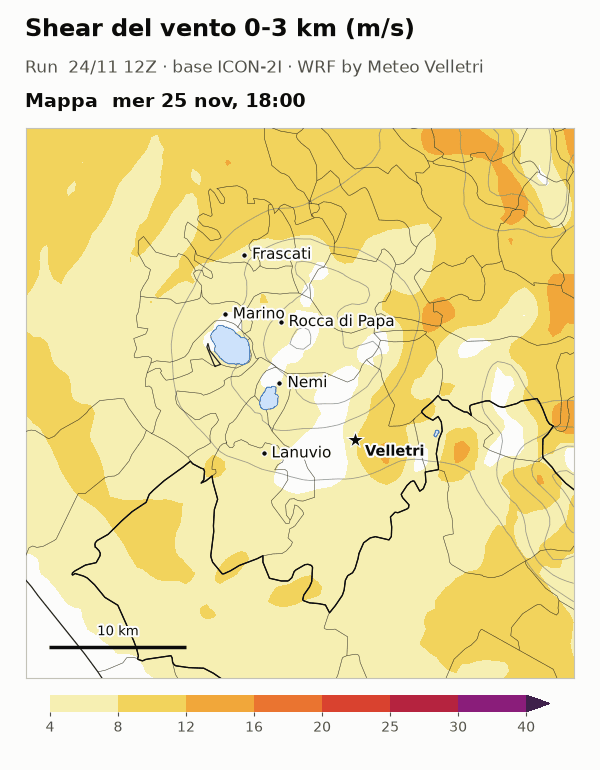 Shear del vento 0-3 km (m/s)
Run  24/11 12Z · base ICON-2I · WRF by Meteo Velletri
Mappa  mer 25 nov, 18:00
Frascati
Marino
Rocca di Papa
Nemi
Lanuvio
Velletri
10 km
4 8 12 16 20 25 30 40